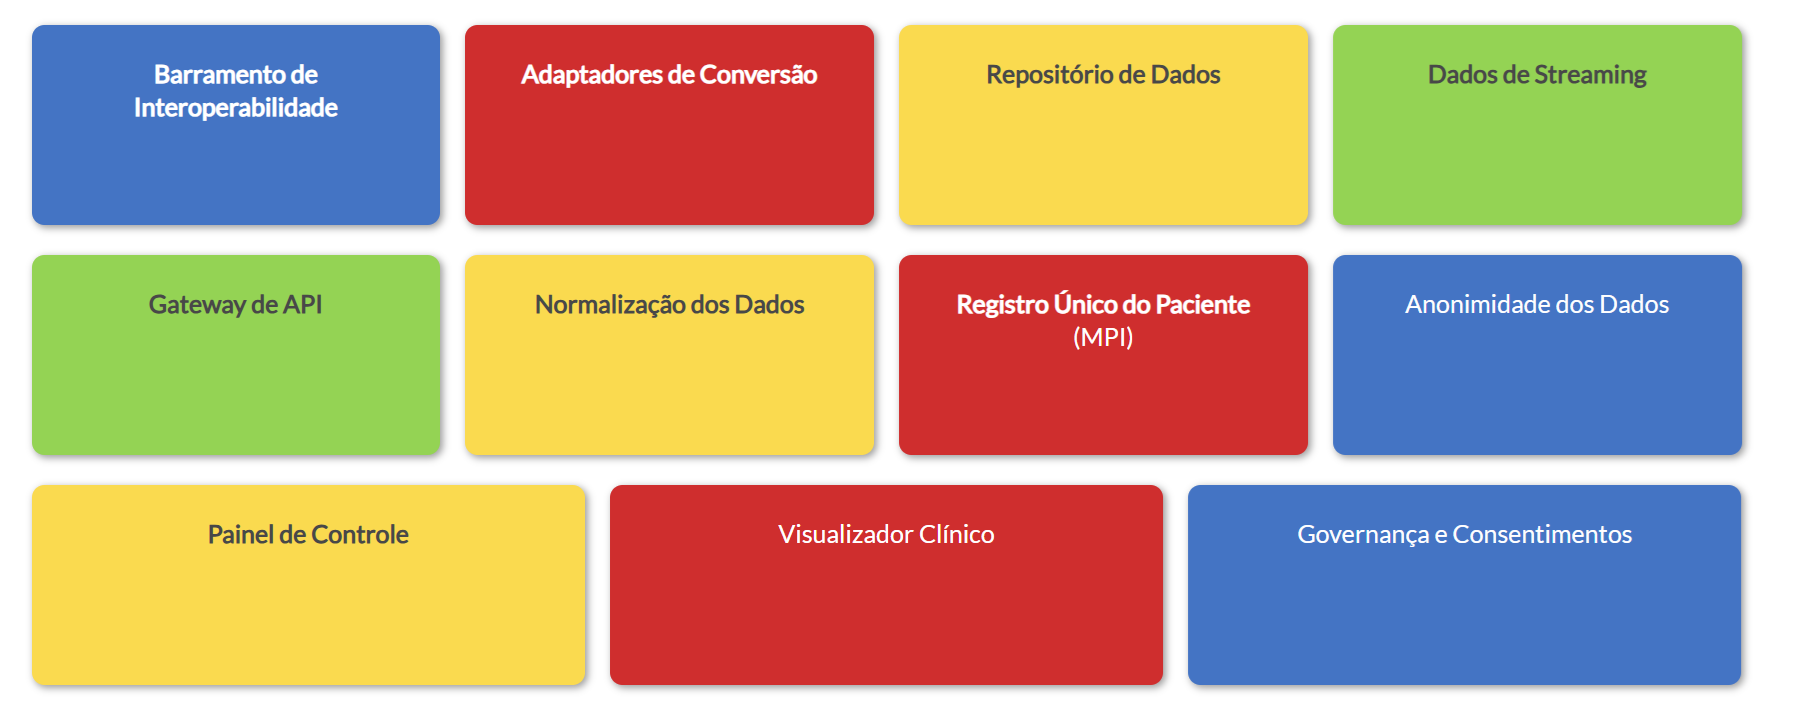 Barramento de
Interoperabilidade
Adaptadores de Conversão
Repositório de Dados
Dados de Streaming
Gateway de API
Normalização dos Dados
Registro Único do Paciente
(MPI)
Anonimidade dos Dados
Painel de Controle
Visualizador Clínico
Governança e Consentimentos